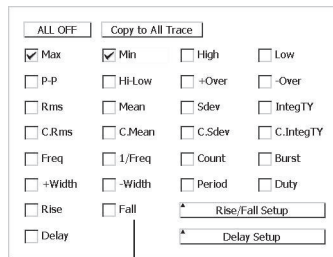 ALL OFF Copy to All Trace
Max Min High Low
P-P Hi-Low +Over -Over
Rms Mean Sdev IntegTY
C.Rms C.Mean C.Sdev C.IntegTY
Freq 1/Freq Count Burst
+Width -Width Period Duty
Rise Fall Rise/Fall Setup
Delay Delay Setup